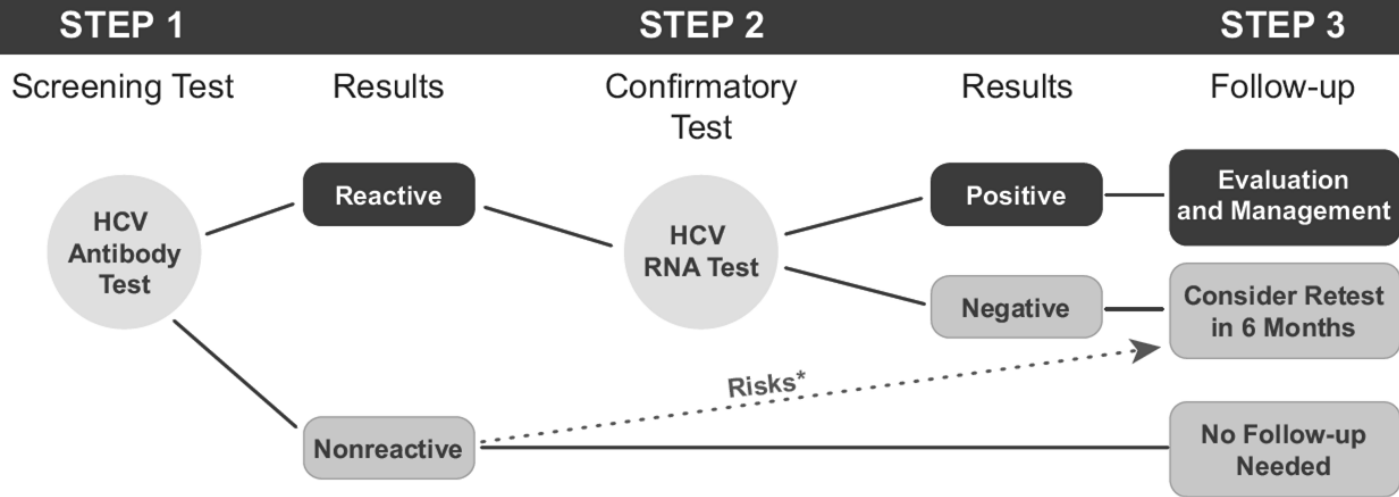 STEP 1
STEP 2
STEP 3
Screening Test
Results
Confirmatory
Test
Results
Follow-up
HCV
Antibody
Test
Reactive
HCV
RNA Test
Positive
Evaluation
and Management
Negative
Consider Retest
in 6 Months
Risks*
Nonreactive
No Follow-up
Needed